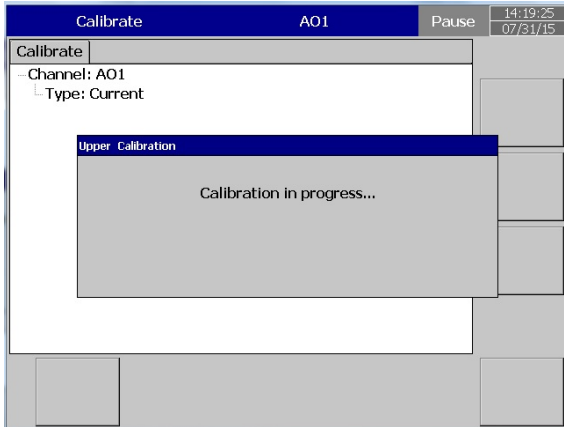 Calibrate AO1 Pause 14:19:25
07/31/15
Calibrate
Channel: AO1
Type: Current
Upper Calibration
Calibration in progress...